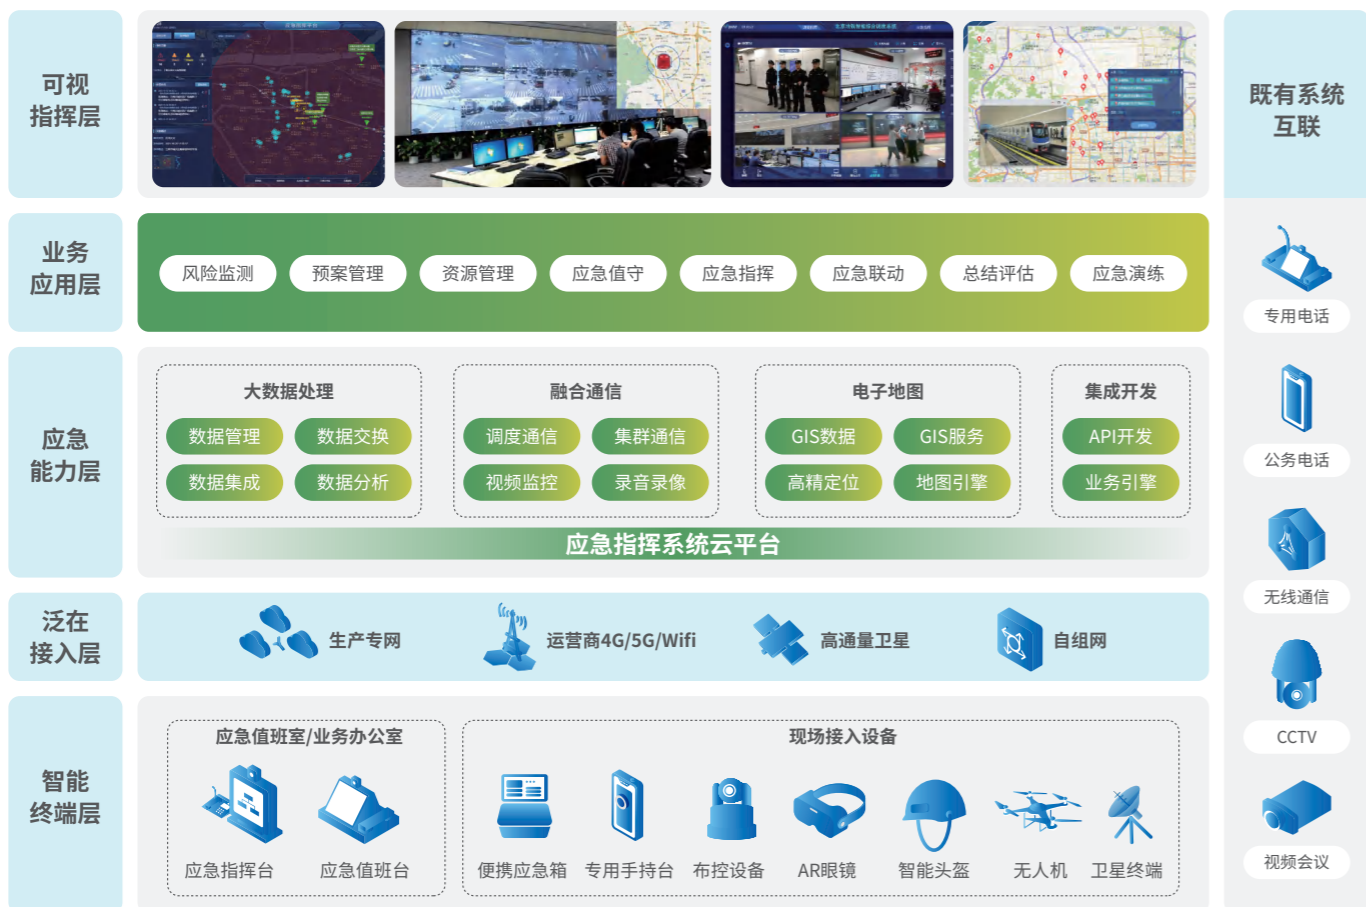 可视
指挥层
应急指挥平台
既有系统
互联
业务
应用层
风险监测
预案管理
资源管理
应急值守
应急指挥
应急联动
总结评估
应急演练
专用电话
应急
能力层
大数据处理
数据管理
数据交换
数据集成
数据分析
融合通信
调度通信
集群通信
视频监控
录音录像
电子地图
GIS数据
GIS服务
高精定位
地图引擎
集成开发
API开发
业务引擎
应急指挥系统云平台
公务电话
无线通信
泛在
接入层
生产专网
运营商4G/5G/Wifi
高通量卫星
自组网
CCTV
智能
终端层
应急值班室/业务办公室
应急指挥台
应急值班台
现场接入设备
便携应急箱
专用手持台
布控设备
AR眼镜
智能头盔
无人机
卫星终端
视频会议